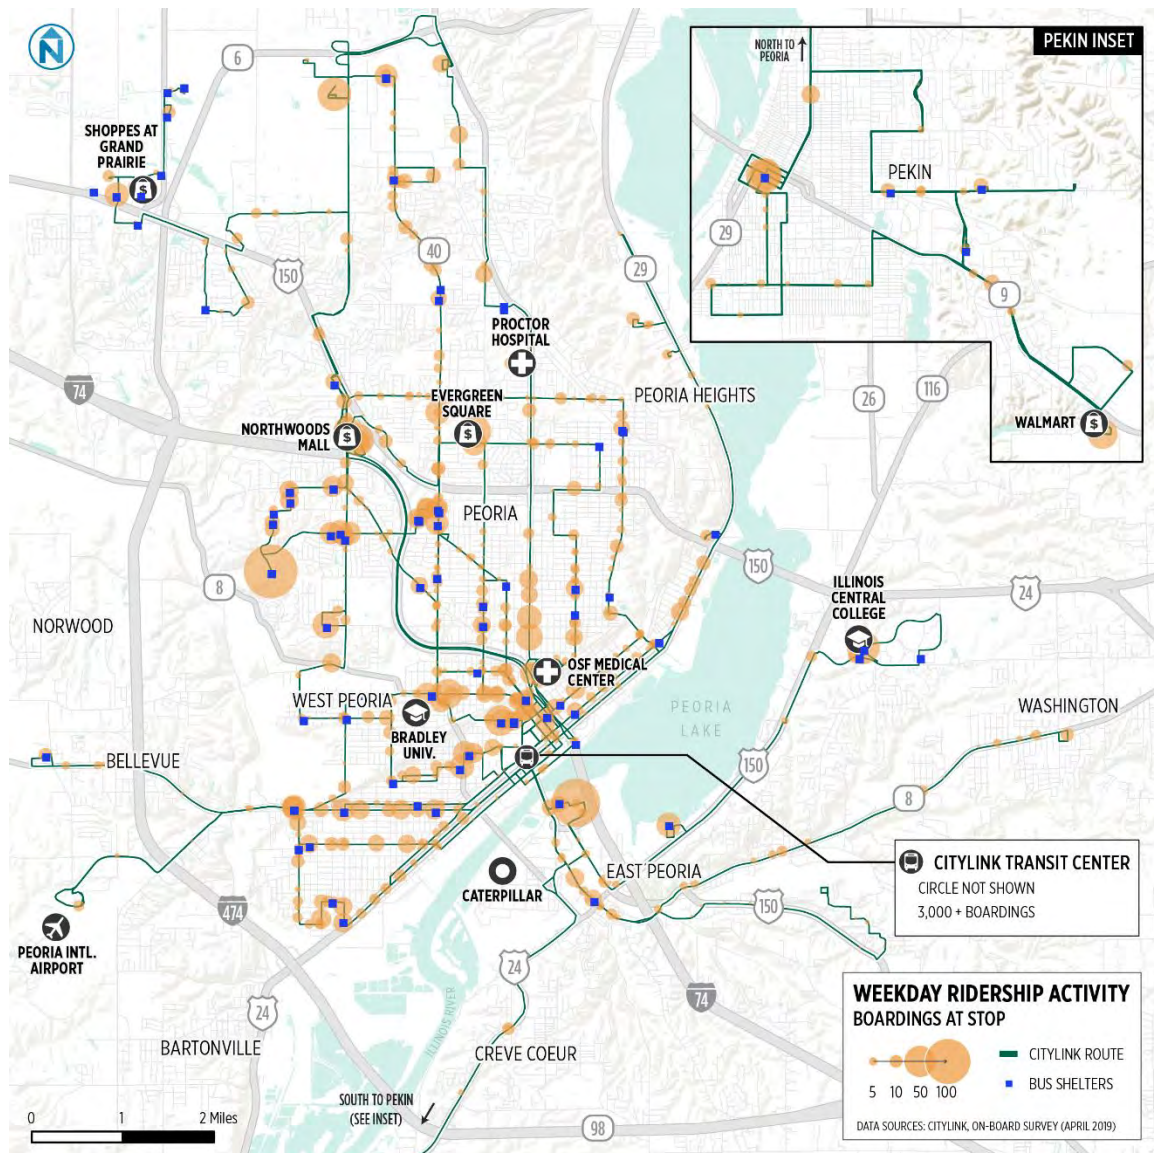 N
6
NORTH TO
PEORIA
PEKIN INSET
SHOPPES AT
GRAND
PRAIRIE
$
PEKIN
29
40
150
29
9
PROCTOR
HOSPITAL
74
EVERGREEN
SQUARE
$
PEORIA HEIGHTS
26
116
NORTHWOODS
MALL
$
WALMART
$
PEORIA
8
150
ILLINOIS
CENTRAL
COLLEGE
24
NORWOOD
OSF MEDICAL
CENTER
WEST PEORIA
BRADLEY
UNIV.
PEORIA
LAKE
WASHINGTON
BELLEVUE
150
8
CITYLINK TRANSIT CENTER
CIRCLE NOT SHOWN
3,000 + BOARDINGS
EAST PEORIA
CATERPILLAR
150
474
PEORIA INTL.
AIRPORT
24
74
24
ILLINOIS RIVER
BARTONVILLE
CREVE COEUR
SOUTH TO PEKIN
(SEE INSET)
98
0 1 2 Miles
WEEKDAY RIDERSHIP ACTIVITY
BOARDINGS AT STOP
5 10 50 100
CITYLINK ROUTE
BUS SHELTERS
DATA SOURCES: CITYLINK, ON-BOARD SURVEY (APRIL 2019)